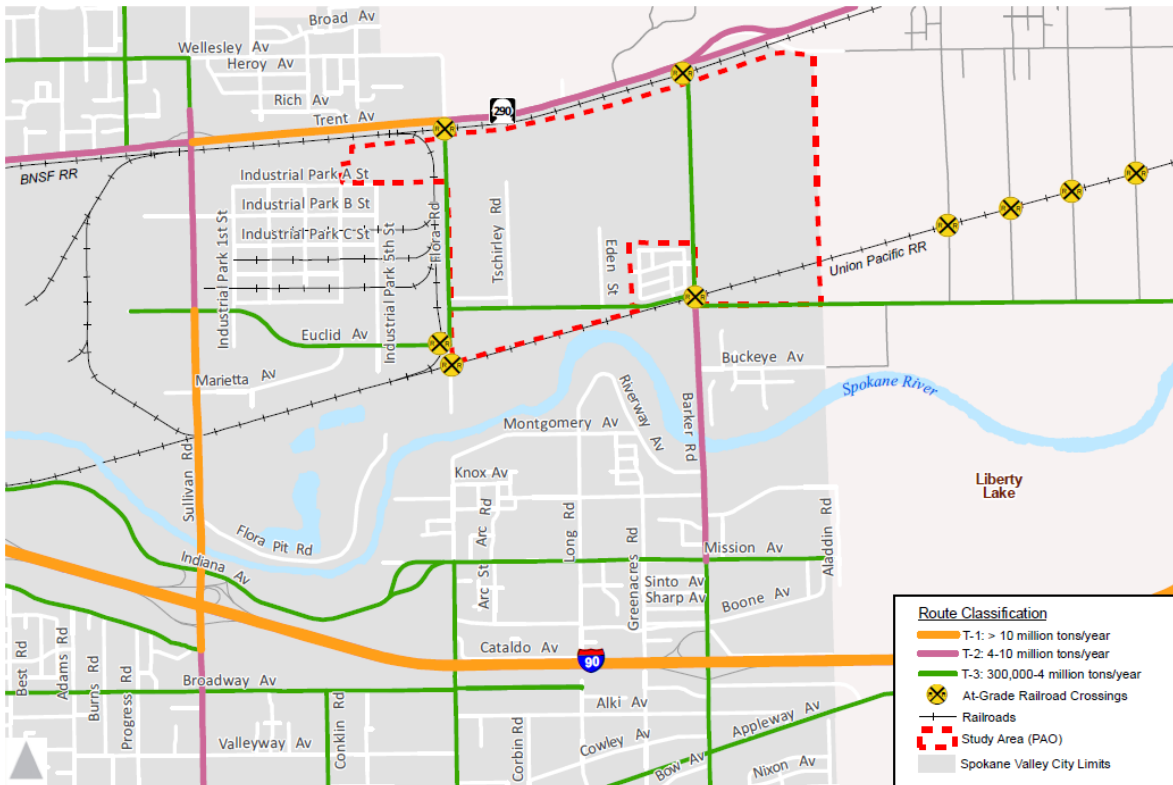 Broad Av
Wellesley Av
Heroy Av
Rich Av
Trent Av
290
BNSF RR
Industrial Park A St
Industrial Park B St
Industrial Park C St
Industrial Park 1st St
Industrial Park 5th St
Flora Rd
Tschirley Rd
Eden St
Union Pacific RR
Euclid Av
Marietta Av
Buckeye Av
Spokane River
Riverway Av
Barker Rd
Montgomery Av
Sullivan Rd
Knox Av
Liberty
Lake
Flora Pit Rd
Arc St
Arc Rd
Long Rd
Greenacres Rd
Mission Av
Aladdin Rd
Indiana Av
Sinto Av
Sharp Av
Boone Av
Cataldo Av
90
Best Rd
Adams Rd
Burns Rd
Progress Rd
Broadway Av
Conklin Rd
Alki Av
Corbin Rd
Cowley Av
Appleway Av
Valleyway Av
Bow Av
Nixon Av
Route Classification
T-1: > 10 million tons/year
T-2: 4-10 million tons/year
T-3: 300,000-4 million tons/year
At-Grade Railroad Crossings
Railroads
Study Area (PAO)
Spokane Valley City Limits